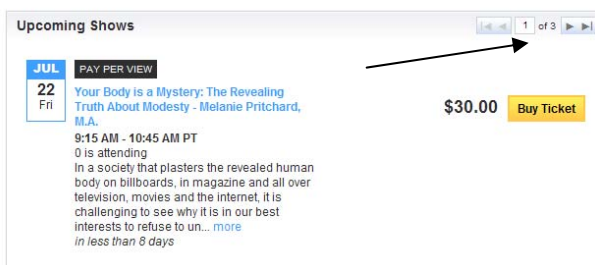 Upcoming Shows
1 of 3
JUL
22
Fri
PAY PER VIEW
Your Body is a Mystery: The Revealing
Truth About Modesty - Melanie Pritchard,
M.A.
9:15 AM - 10:45 AM PT
0 is attending
In a society that plasters the revealed human
body on billboards, in magazine and all over
television, movies and the internet, it is
challenging to see why it is in our best
interests to refuse to un... more
in less than 8 days
$30.00 Buy Ticket